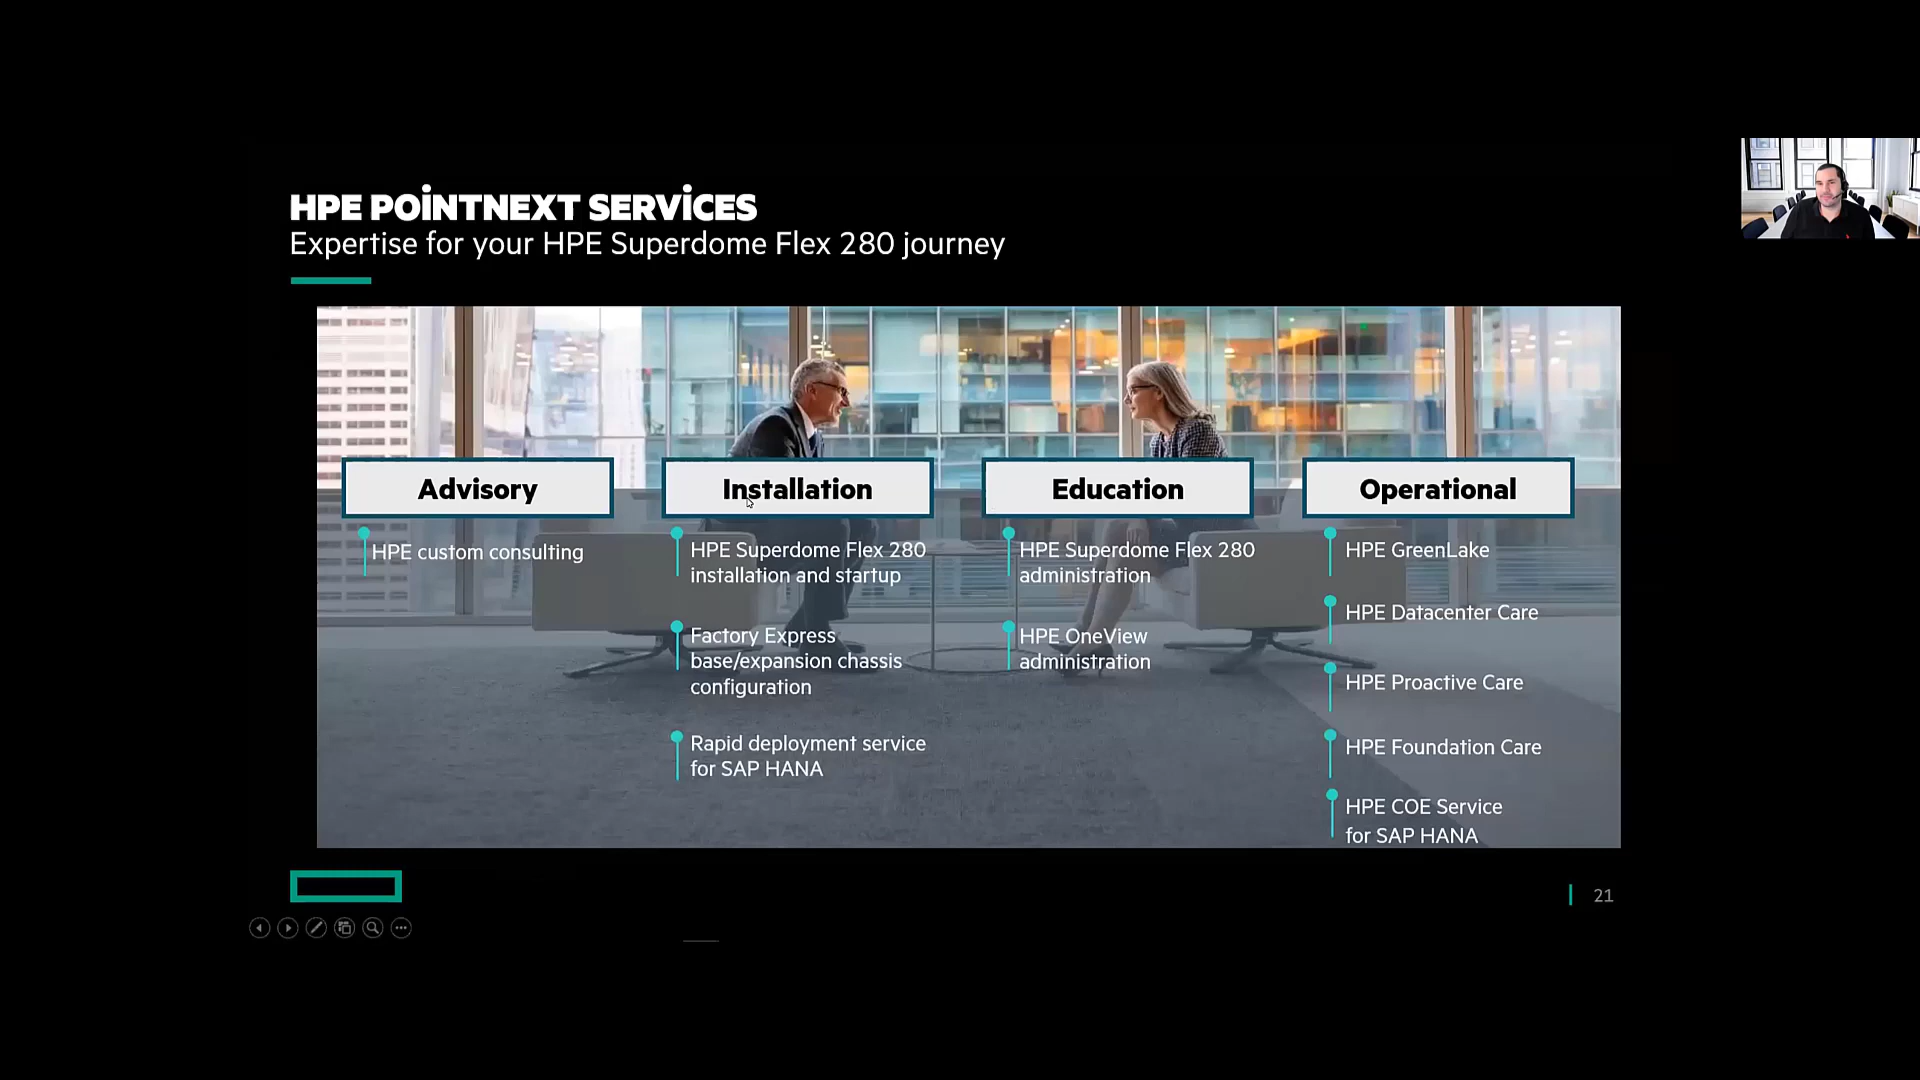 HPE POINTNEXT SERVICES
Expertise for your HPE Superdome Flex 280 journey
Advisory
HPE custom consulting
Installation
HPE Superdome Flex 280
installation and startup
Factory Express
base/expansion chassis
configuration
Rapid deployment service
for SAP HANA
Education
HPE Superdome Flex 280
administration
HPE OneView
administration
Operational
HPE GreenLake
HPE Datacenter Care
HPE Proactive Care
HPE Foundation Care
HPE COE Service
for SAP HANA
21